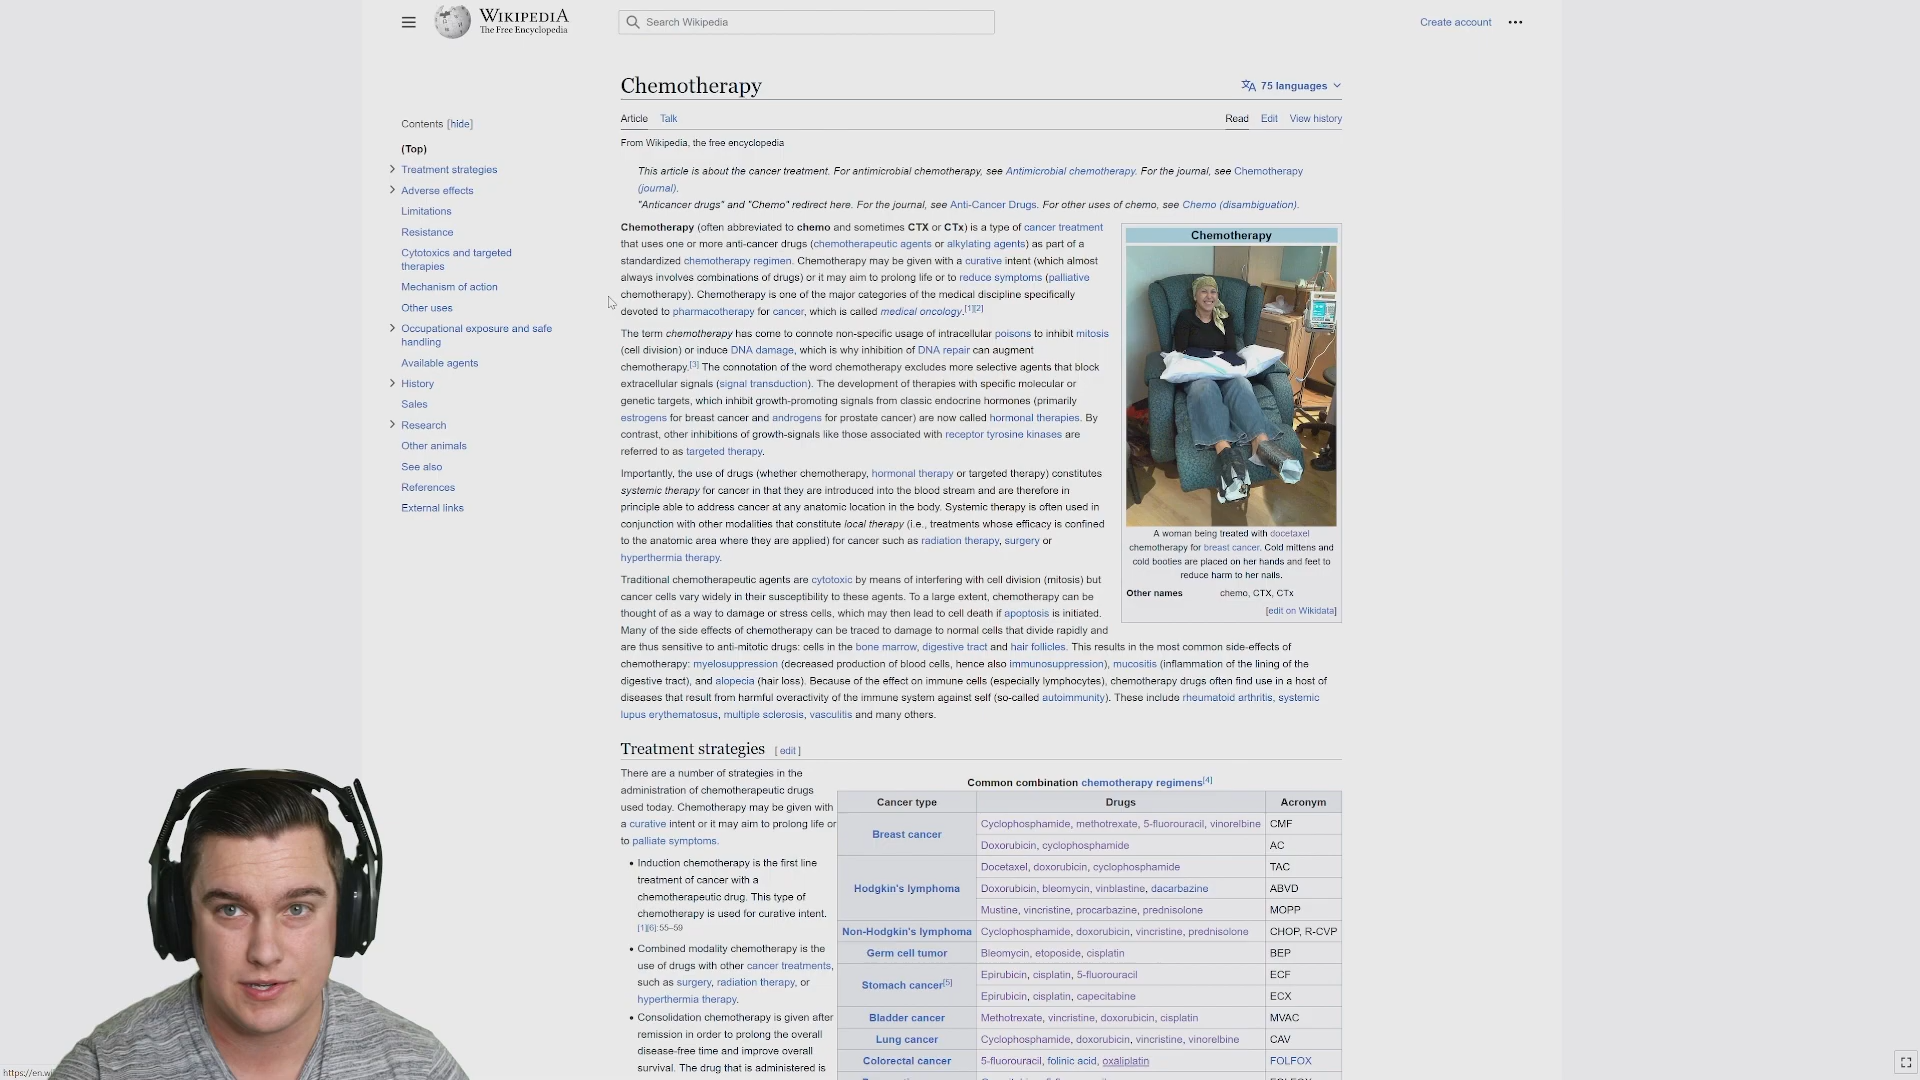 WIKIPEDIA
The Free Encyclopedia
Search Wikipedia
Create account
Chemotherapy
75 languages
Article Talk
Read Edit View history
From Wikipedia, the free encyclopedia
Contents [hide]
(Top)
Treatment strategies
Adverse effects
Limitations
Resistance
Cytotoxics and targeted
therapies
Mechanism of action
Other uses
Occupational exposure and safe
handling
Available agents
History
Sales
Research
Other animals
See also
References
External links
This article is about the cancer treatment. For antimicrobial chemotherapy, see Antimicrobial chemotherapy. For the journal, see Chemotherapy
(journal).
"Anticancer drugs" and "Chemo" redirect here. For the journal, see Anti-Cancer Drugs. For other uses of chemo, see Chemo (disambiguation).
Chemotherapy (often abbreviated to chemo and sometimes CTX or CTx) is a type of cancer treatment
that uses one or more anti-cancer drugs (chemotherapeutic agents or alkylating agents) as part of a
standardized chemotherapy regimen. Chemotherapy may be given with a curative intent (which almost
always involves combinations of drugs) or it may aim to prolong life or to reduce symptoms (palliative
chemotherapy). Chemotherapy is one of the major categories of the medical discipline specifically
devoted to pharmacotherapy for cancer, which is called medical oncology.[1][2]
The term chemotherapy has come to connote non-specific usage of intracellular poisons to inhibit mitosis
(cell division) or induce DNA damage, which is why inhibition of DNA repair can augment
chemotherapy.[3] The connotation of the word chemotherapy excludes more selective agents that block
extracellular signals (signal transduction). The development of therapies with specific molecular or
genetic targets, which inhibit growth-promoting signals from classic endocrine hormones (primarily
estrogens for breast cancer and androgens for prostate cancer) are now called hormonal therapies. By
contrast, other inhibitions of growth-signals like those associated with receptor tyrosine kinases are
referred to as targeted therapy.
Importantly, the use of drugs (whether chemotherapy, hormonal therapy or targeted therapy) constitutes
systemic therapy for cancer in that they are introduced into the blood stream and are therefore in
principle able to address cancer at any anatomic location in the body. Systemic therapy is often used in
conjunction with other modalities that constitute local therapy (i.e., treatments whose efficacy is confined
to the anatomic area where they are applied) for cancer such as radiation therapy, surgery or
hyperthermia therapy.
Traditional chemotherapeutic agents are cytotoxic by means of interfering with cell division (mitosis) but
cancer cells vary widely in their susceptibility to these agents. To a large extent, chemotherapy can be
thought of as a way to damage or stress cells, which may then lead to cell death if apoptosis is initiated.
Many of the side effects of chemotherapy can be traced to damage to normal cells that divide rapidly and
are thus sensitive to anti-mitotic drugs: cells in the bone marrow, digestive tract and hair follicles. This results in the most common side-effects of
chemotherapy: myelosuppression (decreased production of blood cells, hence also immunosuppression), mucositis (inflammation of the lining of the
digestive tract), and alopecia (hair loss). Because of the effect on immune cells (especially lymphocytes), chemotherapy drugs often find use in a host of
diseases that result from harmful overactivity of the immune system against self (so-called autoimmunity). These include rheumatoid arthritis, systemic
lupus erythematosus, multiple sclerosis, vasculitis and many others.
Chemotherapy
A woman being treated with docetaxel
chemotherapy for breast cancer. Cold mittens and
cold booties are placed on her hands and feet to
reduce harm to her nails.
Other names chemo, CTX, CTx
[edit on Wikidata]
Treatment strategies [ edit ]
There are a number of strategies in the
administration of chemotherapeutic drugs
used today. Chemotherapy may be given with
a curative intent or it may aim to prolong life or
to palliate symptoms.
• Induction chemotherapy is the first line
treatment of cancer with a
chemotherapeutic drug. This type of
chemotherapy is used for curative intent.
[1][6]:55–59
• Combined modality chemotherapy is the
use of drugs with other cancer treatments,
such as surgery, radiation therapy, or
hyperthermia therapy.
• Consolidation chemotherapy is given after
remission in order to prolong the overall
disease-free time and improve overall
survival. The drug that is administered is
Common combination chemotherapy regimens[4]
Cancer type Drugs Acronym
Breast cancer Cyclophosphamide, methotrexate, 5-fluorouracil, vinorelbine CMF
Doxorubicin, cyclophosphamide AC
Hodgkin's lymphoma Docetaxel, doxorubicin, cyclophosphamide TAC
Doxorubicin, bleomycin, vinblastine, dacarbazine ABVD
Mustine, vincristine, procarbazine, prednisolone MOPP
Non-Hodgkin's lymphoma Cyclophosphamide, doxorubicin, vincristine, prednisolone CHOP, R-CVP
Germ cell tumor Bleomycin, etoposide, cisplatin BEP
Stomach cancer[5] Epirubicin, cisplatin, 5-fluorouracil ECF
Epirubicin, cisplatin, capecitabine ECX
Bladder cancer Methotrexate, vincristine, doxorubicin, cisplatin MVAC
Lung cancer Cyclophosphamide, doxorubicin, vincristine, vinorelbine CAV
Colorectal cancer 5-fluorouracil, folinic acid, oxaliplatin FOLFOX
https://en.wi